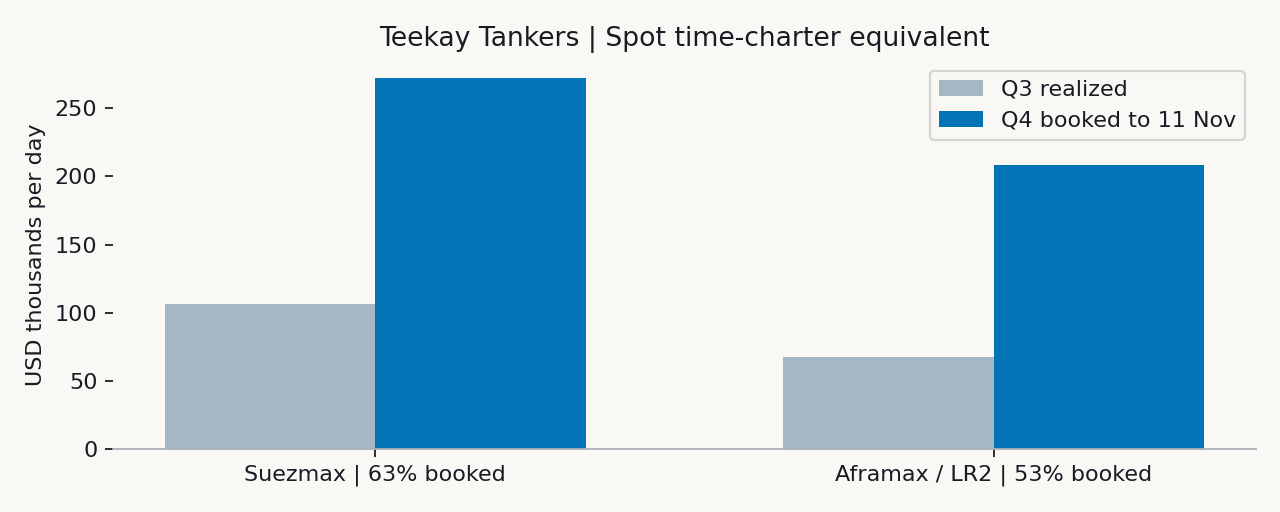 Teekay Tankers | Spot time-charter equivalent
USD thousands per day
250
200
150
100
50
0
Q3 realized
Q4 booked to 11 Nov
Suezmax | 63% booked
Aframax / LR2 | 53% booked